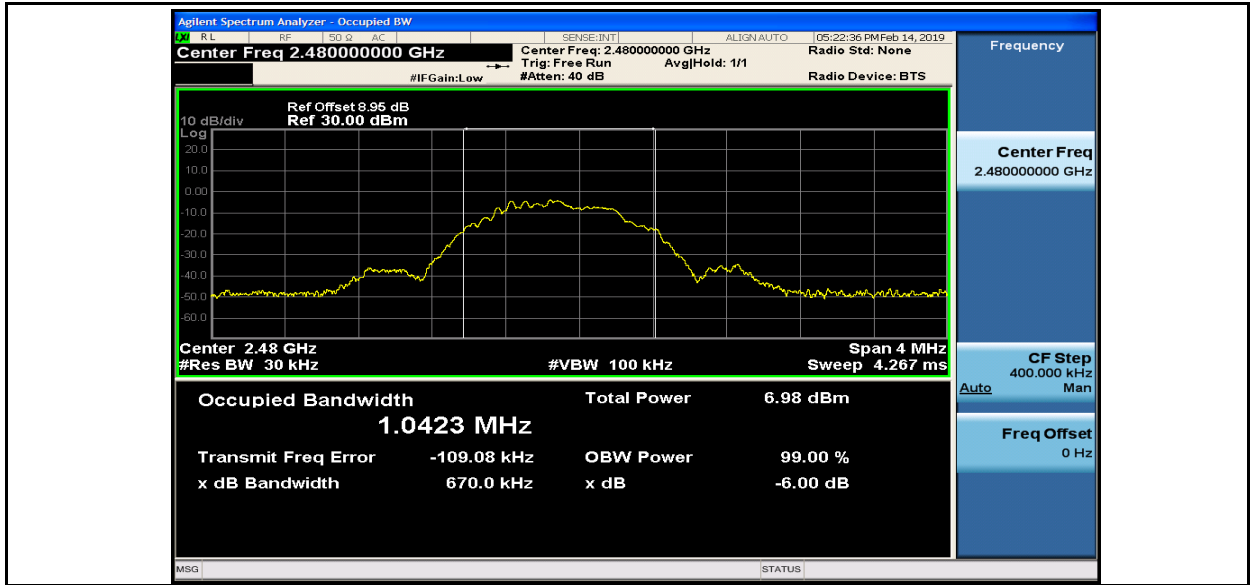 Agilent Spectrum Analyzer - Occupied BW
LXI RL RF 50 Ω AC SENSE:INT ALIGN AUTO 05:22:36 PM Feb 14, 2019
Center Freq 2.480000000 GHz
Center Freq: 2.480000000 GHz
Radio Std: None
Trig: Free Run Avg|Hold: 1/1
#IFGain:Low #Atten: 40 dB
Radio Device: BTS
Frequency
Ref Offset 8.95 dB
10 dB/div Ref 30.00 dBm
Log
20.0
10.0
0.00
-10.0
-20.0
-30.0
-40.0
-50.0
-60.0
Center 2.48 GHz Span 4 MHz
#Res BW 30 kHz #VBW 100 kHz Sweep 4.267 ms
Occupied Bandwidth Total Power 6.98 dBm
1.0423 MHz
Transmit Freq Error -109.08 kHz OBW Power 99.00 %
x dB Bandwidth 670.0 kHz x dB -6.00 dB
Center Freq
2.480000000 GHz
CF Step
400.000 kHz
Auto Man
Freq Offset
0 Hz
MSG STATUS